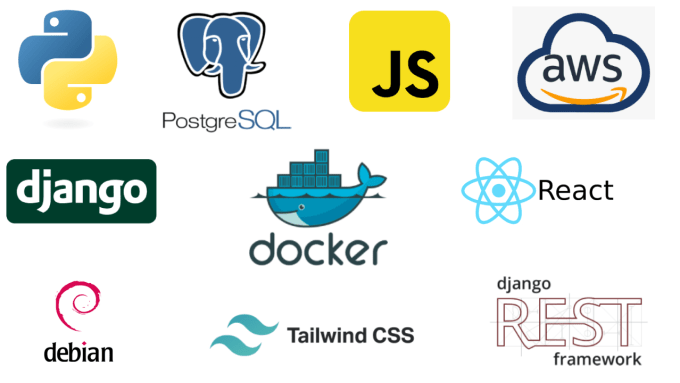 PostgreSQL
JS
aws
django
docker
React
debian
Tailwind CSS
django
REST
framework